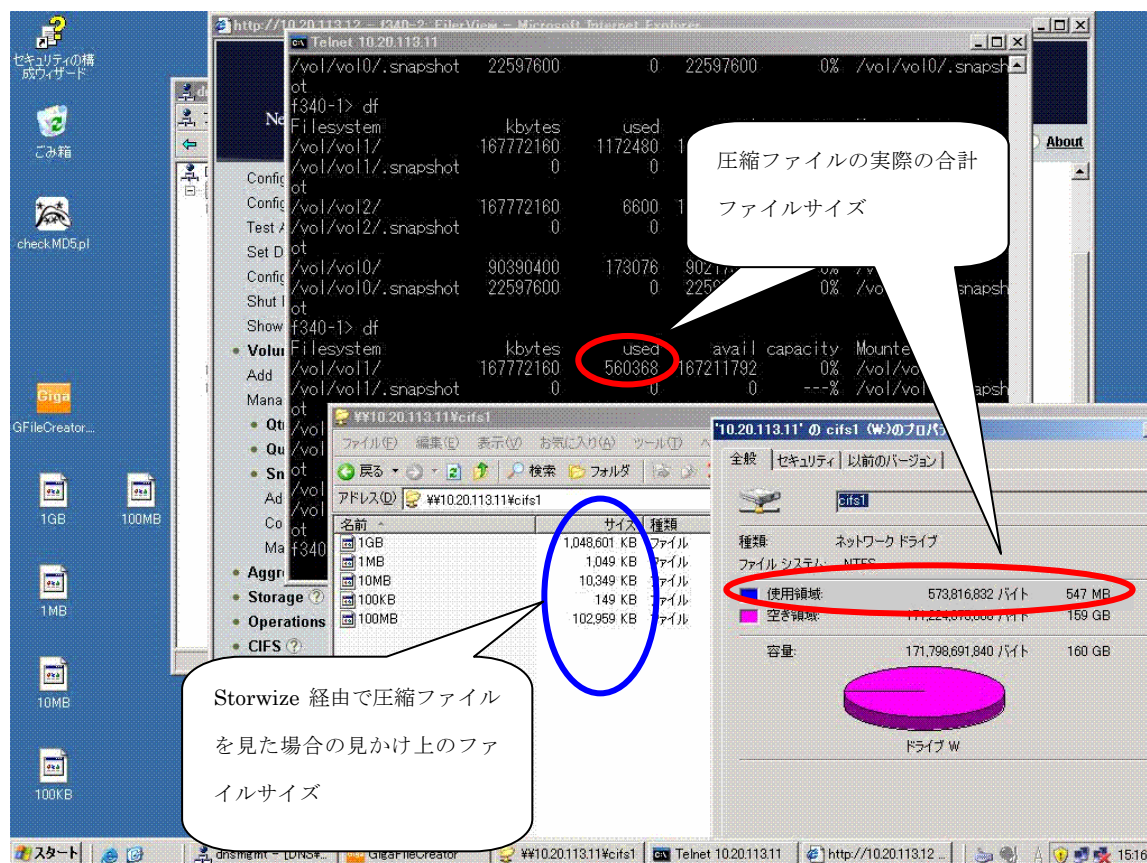 セキュリティの構
成ウィザード
ごみ箱
checkMD5.pl
Giga
GFileCreator...
1GB
100MB
1MB
10MB
100KB
http://10.20.113.12 - f340-2: FilerView - Microsoft Internet Explorer
About
Config
Config
Test A
Set D
Config
Shut
Show
Volu
Add
Mana
Qt
Qu
Sn
Ad
Co
Ma
Aggr
Storage
Operations
CIFS
Telnet 10.20.113.11
/vol/vol0/.snapshot 22597600 0 22597600 0% /vol/vol0/.snapsh
ot
f340-1> df
Filesystem kbytes used
/vol/vol1/ 167772160 1172480 1
/vol/vol1/.snapshot 0 0
ot
/vol/vol2/ 167772160 6600 1
/vol/vol2/.snapshot 0 0
ot
/vol/vol0/ 90390400 173076 90217
/vol/vol0/.snapshot 22597600 0 0% snapsh
ot
f340-1> df
Filesystem kbytes used avail capacity Mounte
/vol/vol1/ 167772160 560368 167211792 0% /vol/vol
/vol/vol1/.snapshot 0 0 0 ---% /vol/vol snapsh
ot
圧縮ファイルの実際の合計
ファイルサイズ
¥¥10.20.113.11¥cifs1
ファイル(F) 編集(E) 表示(V) お気に入り(A) ツール(T)
戻る 検索 フォルダ
アドレス(D) ¥¥10.20.113.11¥cifs1
名前 サイズ 種類
1GB 1,048,601 KB ファイル
1MB 1,049 KB ファイル
10MB 10,349 KB ファイル
100KB 149 KB ファイル
100MB 102,959 KB ファイル
'10.20.113.11' の cifs1 (W:)のプロパティ
全般 セキュリティ 以前のバージョン
cifs1
種類: ネットワーク ドライブ
ファイル システム: NTFS
使用領域: 573,816,832 バイト 547 MB
空き領域: バイト 159 GB
容量: 171,798,691,840 バイト 160 GB
ドライブ W
Storwize 経由で圧縮ファイル
を見た場合の見かけ上のファ
イルサイズ
スタート
dnsmgmt - [DNS¥...
GigaFileCreator
¥¥10.20.113.11¥cifs1
Telnet 10.20.113.11
http://10.20.113.12 ...